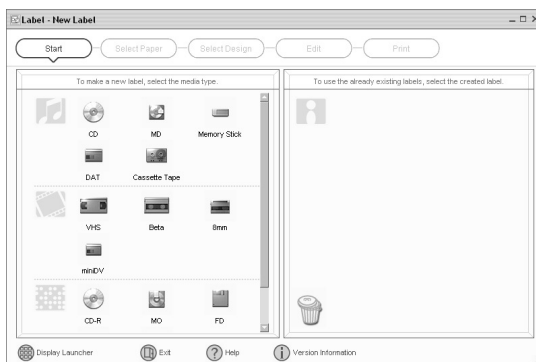 Label - New Label
Start Select Paper Select Design Edit Print
To make a new label, select the media type.
CD MD Memory Stick
DAT Cassette Tape
VHS Beta 8mm
miniDV
CD-R MO FD
To use the already existing labels, select the created label.
Display Launcher Exit Help Version Information